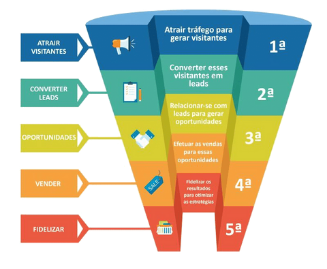 ATRAIR
VISITANTES
Atrair tráfego para
gerar visitantes
1ª
CONVERTER
LEADS
Converter esses
visitantes em
leads
2ª
OPORTUNIDADES
Relacionar-se com
leads para gerar
oportunidades
3ª
VENDER
Efetuar as vendas
para essas
oportunidades
SALE
4ª
FIDELIZAR
Fidelizar os
resultados
para otimizar
as estratégias
5ª